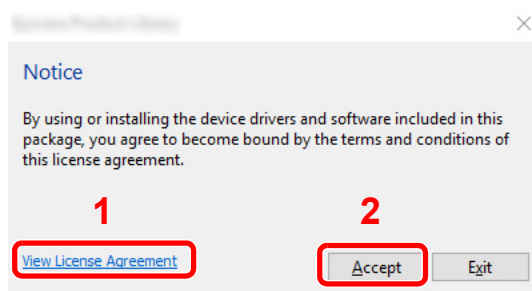 Notice
By using or installing the device drivers and software included in this
package, you agree to become bound by the terms and conditions of
this license agreement.
1
2
View License Agreement
Accept
Exit